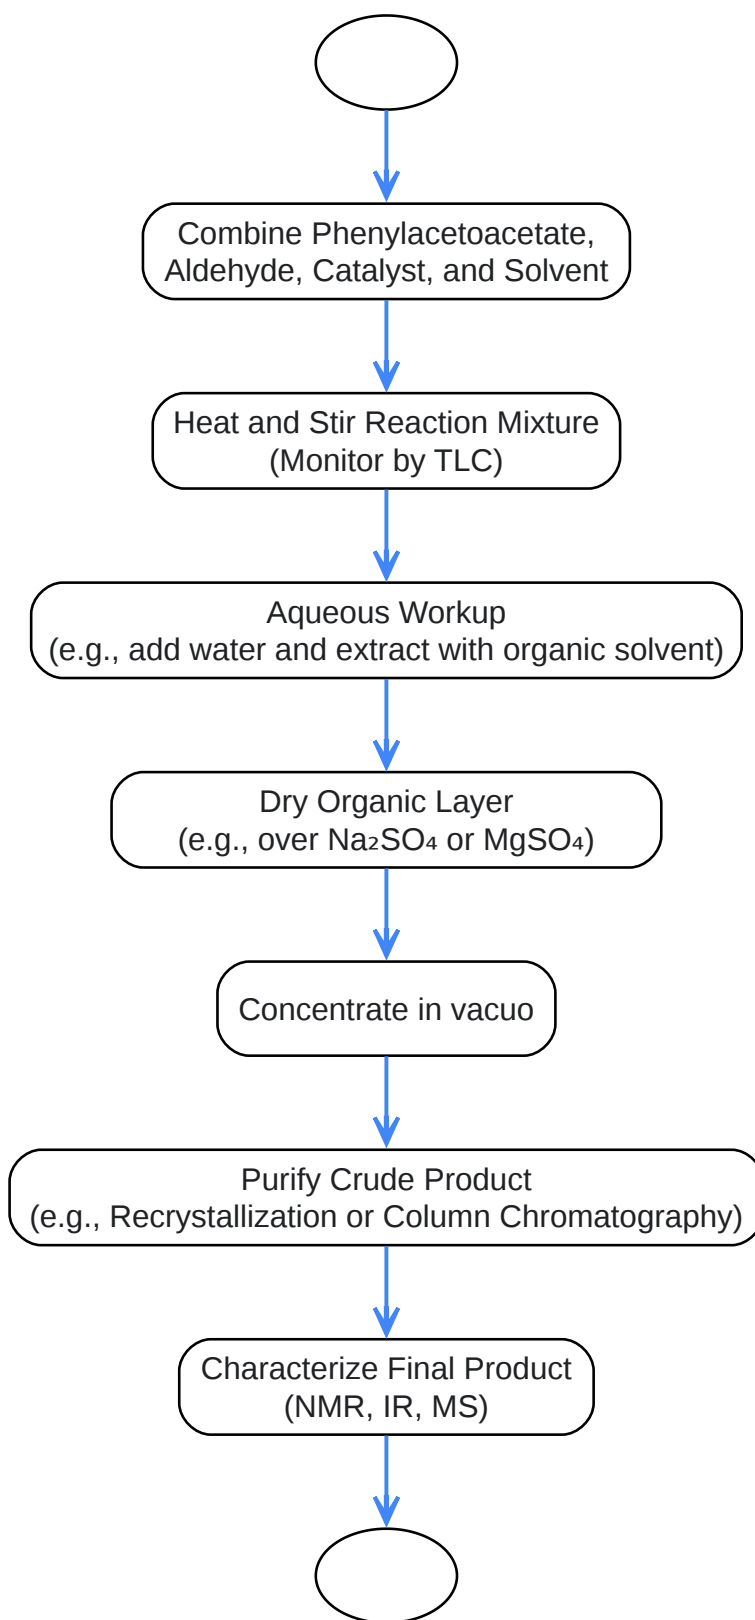 Combine Phenylacetoacetate,
Aldehyde, Catalyst, and Solvent
Heat and Stir Reaction Mixture
(Monitor by TLC)
Aqueous Workup
(e.g., add water and extract with organic solvent)
Dry Organic Layer
(e.g., over Na₂SO₄ or MgSO₄)
Concentrate in vacuo
Purify Crude Product
(e.g., Recrystallization or Column Chromatography)
Characterize Final Product
(NMR, IR, MS)